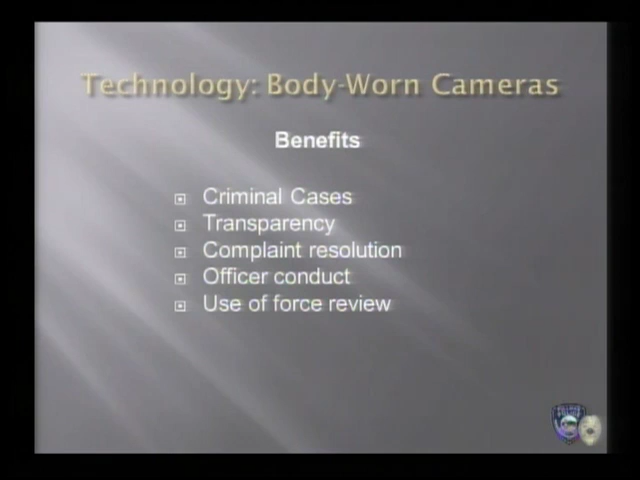 Technology: Body-Worn Cameras
Benefits
Criminal Cases
Transparency
Complaint resolution
Officer conduct
Use of force review